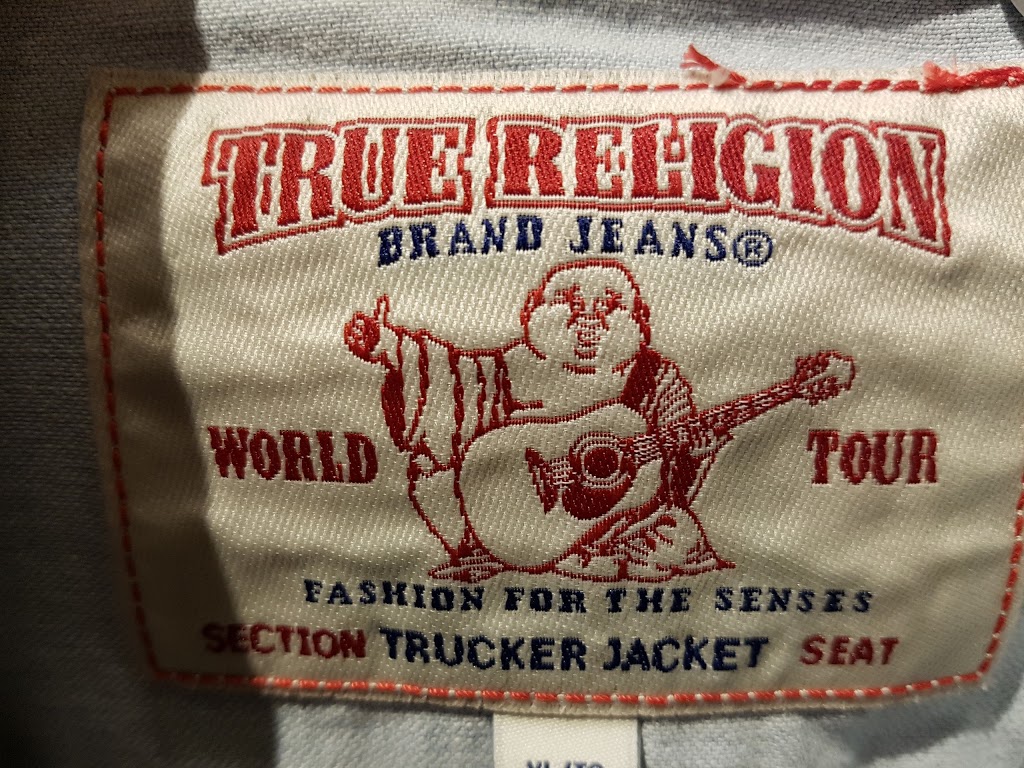 TRUE RELIGION
BRAND JEANS®
WORLD TOUR
FASHION FOR THE SENSES
SECTION TRUCKER JACKET SEAT